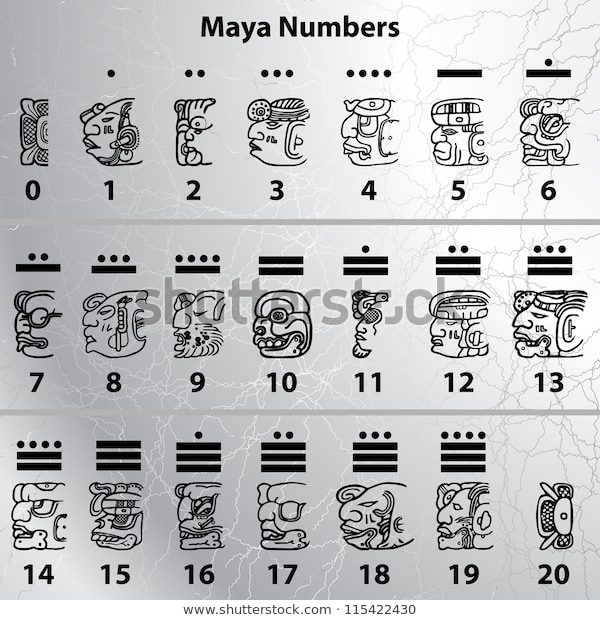 Maya Numbers
0 1 2 3 4 5 6
7 8 9 10 11 12 13
shutterstock
14 15 16 17 18 19 20
www.shutterstock.com · 115422430